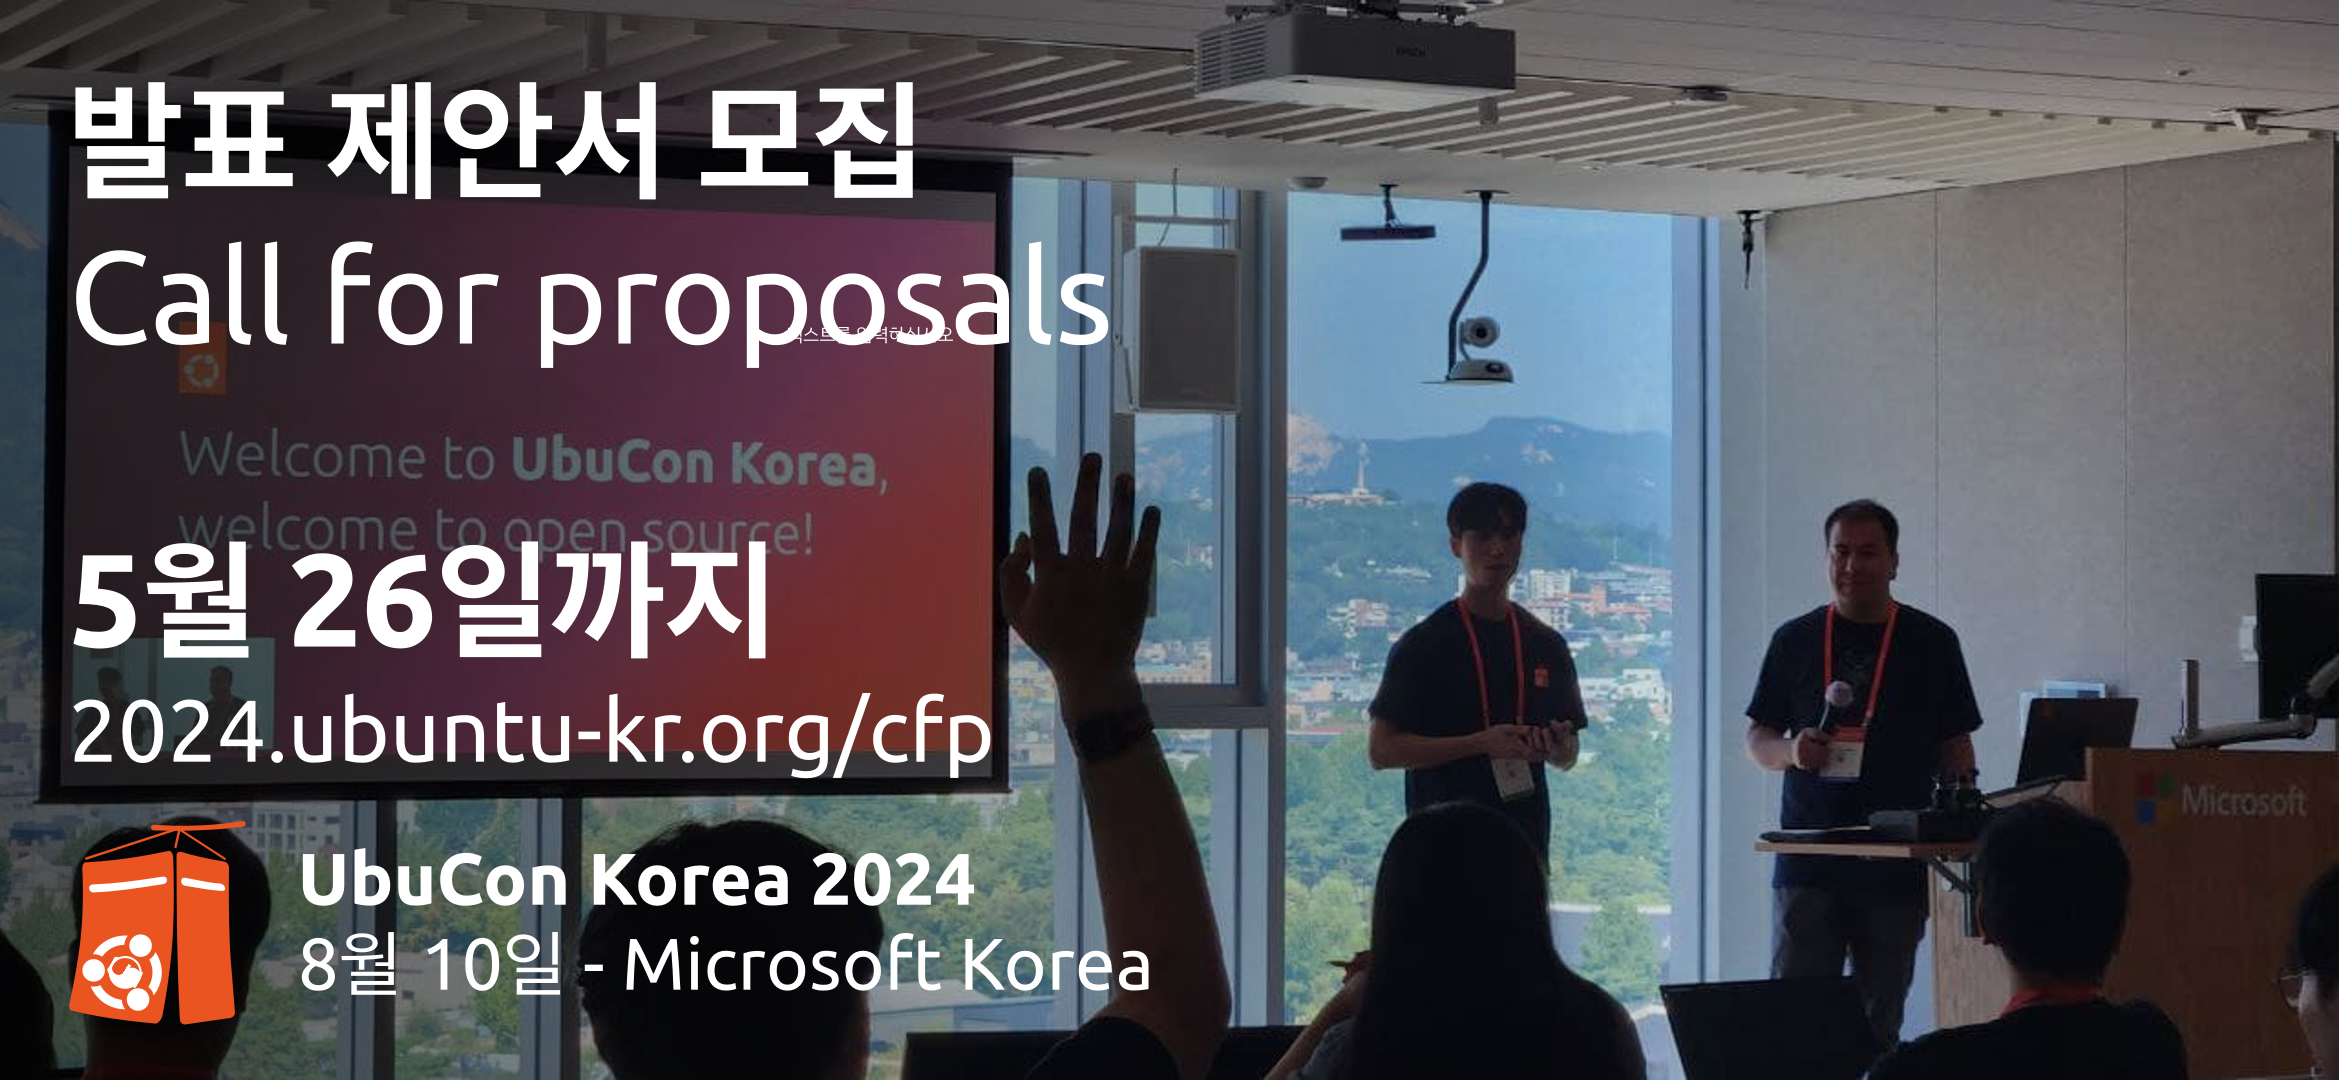 발표 제안서 모집
Call for proposals
텍스트를 입력하십시오
Welcome to UbuCon Korea,
welcome to open source!
5월 26일까지
2024.ubuntu-kr.org/cfp
UbuCon Korea 2024
8월 10일 - Microsoft Korea
Microsoft
EPSON